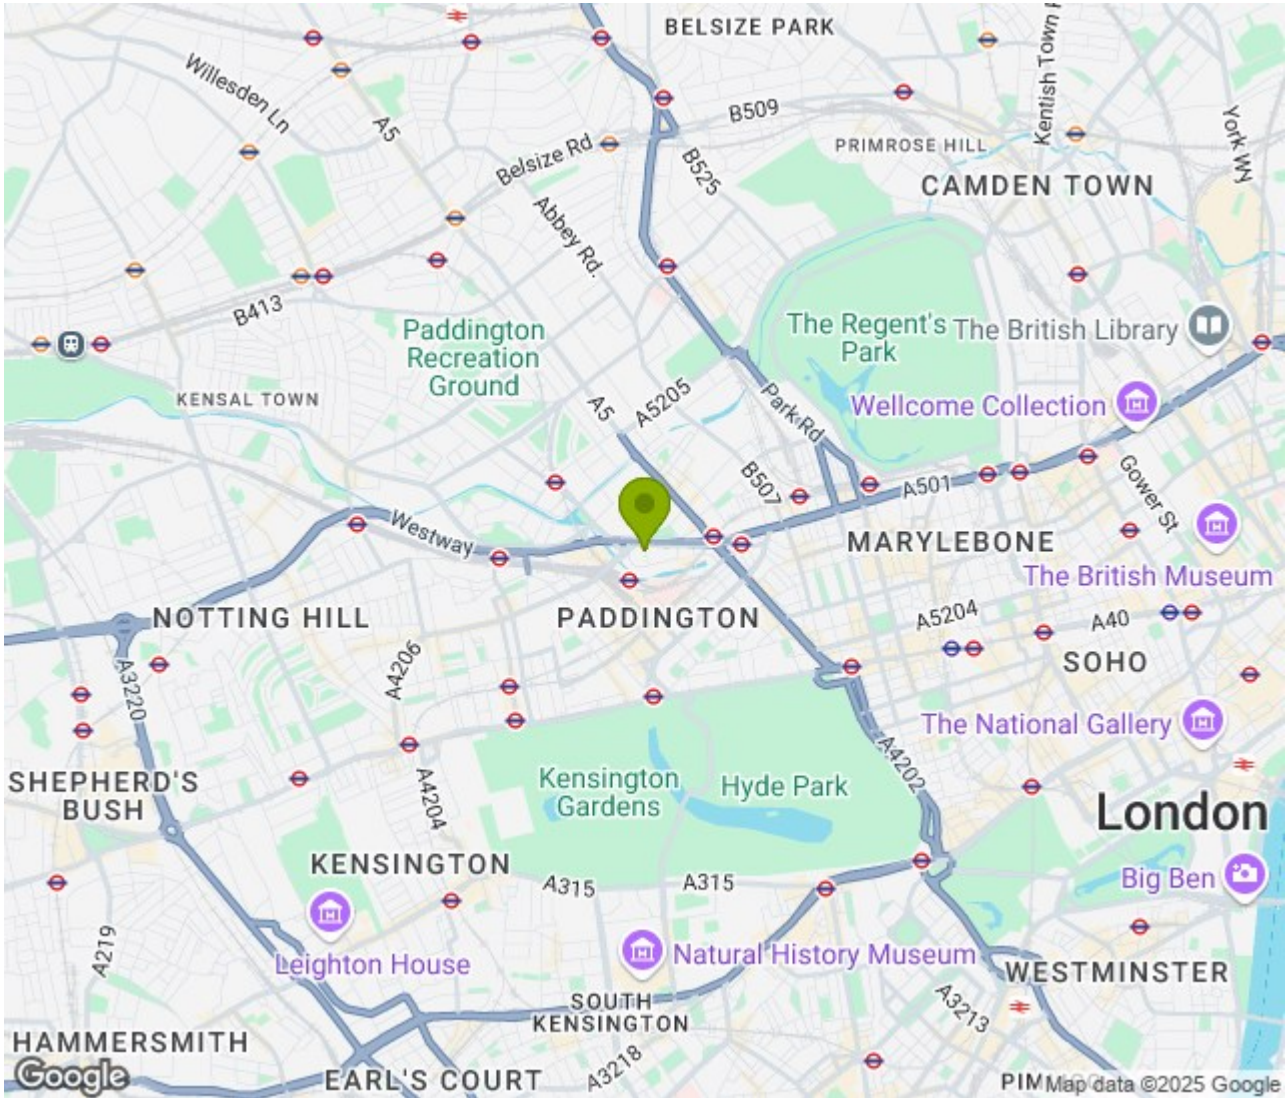 BELSIZE PARK
Willesden Ln
A5
Kentish Town
York Wy
B509
Belsize Rd
B525
PRIMROSE HILL
CAMDEN TOWN
Abbey Rd.
B413
Paddington
Recreation
Ground
The Regent's
Park
The British Library
KENSAL TOWN
A5
A5205
Park Rd
Wellcome Collection
B507
Gower St
A501
Westway
MARYLEBONE
The British Museum
NOTTING HILL
PADDINGTON
A5204
A40
A3220
A4206
SOHO
The National Gallery
A4202
SHEPHERD'S
BUSH
A4204
Kensington
Gardens
Hyde Park
London
KENSINGTON
A315
A315
Big Ben
A219
Leighton House
Natural History Museum
WESTMINSTER
SOUTH
KENSINGTON
A3213
HAMMERSMITH
EARL'S COURT
A3218
Google
Map data ©2025 Google